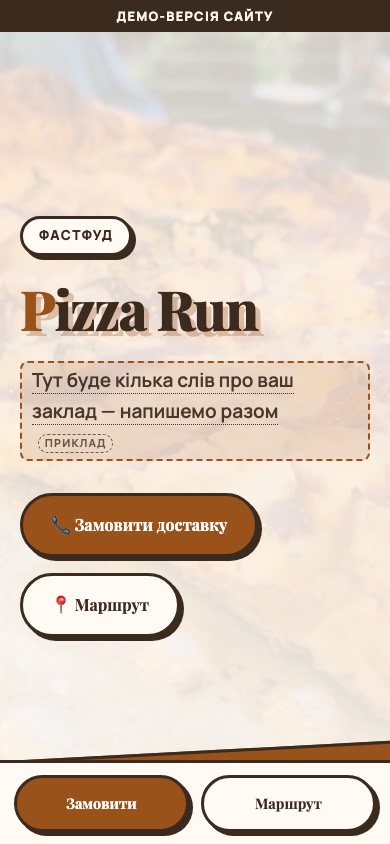 ДЕМО-ВЕРСІЯ САЙТУ
ФАСТФУД
Pizza Run
Тут буде кілька слів про ваш
заклад — напишемо разом
ПРИКЛАД
Замовити доставку
Маршрут
Замовити
Маршрут